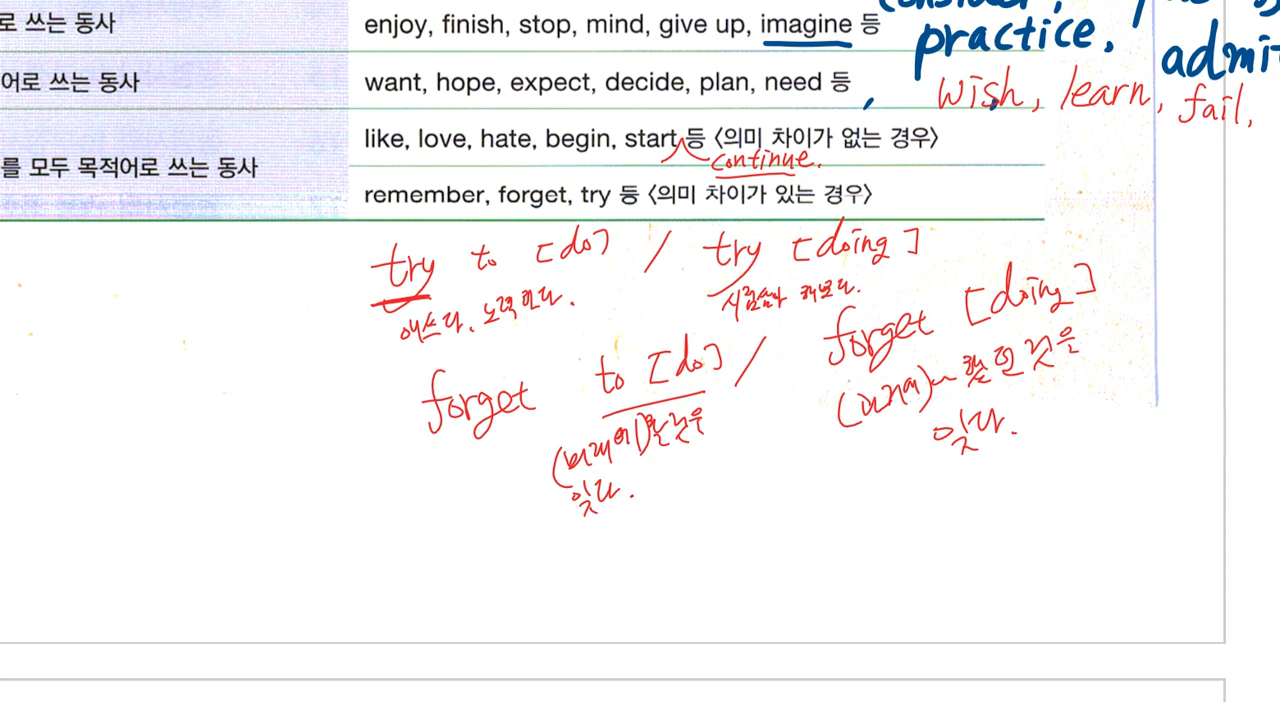 로 쓰는 동사 enjoy, finish, stop, mind, give up, imagine 등
practice, admi
어로 쓰는 동사 want, hope, expect, decide, plan, need 등
, wish, learn, fail,
like, love, hate, begin, start 등 〈의미 차이가 없는 경우〉
continue.
를 모두 목적어로 쓰는 동사
remember, forget, try 등 〈의미 차이가 있는 경우〉
try to [do] / try [doing]
애쓰다, 노력한다. 시험삼아 해보다.
forget to [do] / forget [doing]
(미래에)할 것을 (과거에)~ 했던 것을
잊다. 잊다.